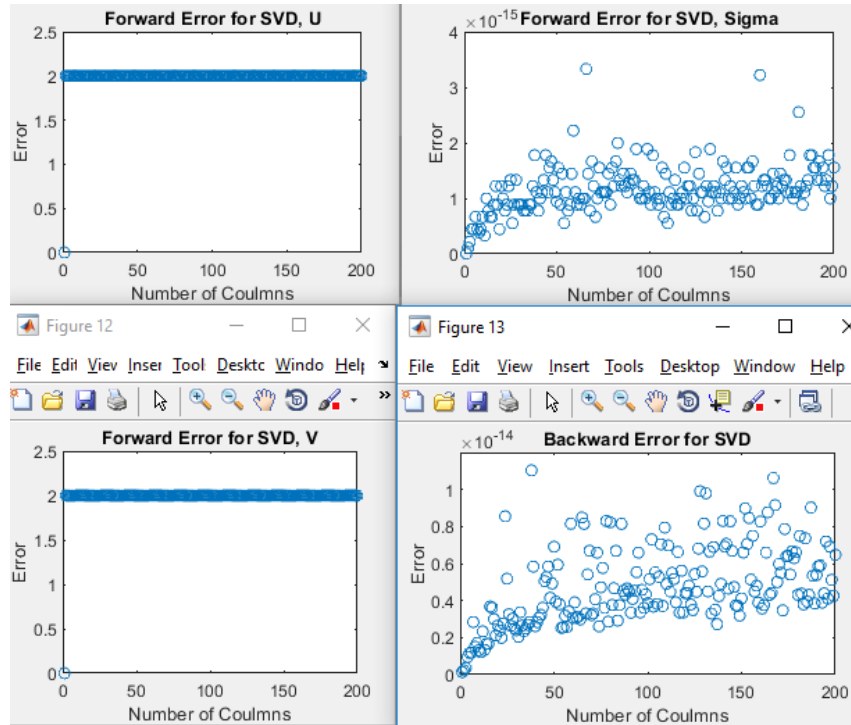 Forward Error for SVD, U
2.5
2
1.5
1
0.5
0
Error
0 50 100 150 200
Number of Coulmns
×10-15 Forward Error for SVD, Sigma
4
3
2
1
0
Error
0 50 100 150 200
Number of Coulmns
Figure 12
File Edit View Inser Tool Desktc Windo Help
Forward Error for SVD, V
2.5
2
1.5
1
0.5
0
Error
0 50 100 150 200
Number of Coulmns
Figure 13
File Edit View Insert Tools Desktop Window Help
×10-14 Backward Error for SVD
1
0.8
0.6
0.4
0.2
0
Error
0 50 100 150 200
Number of Coulmns